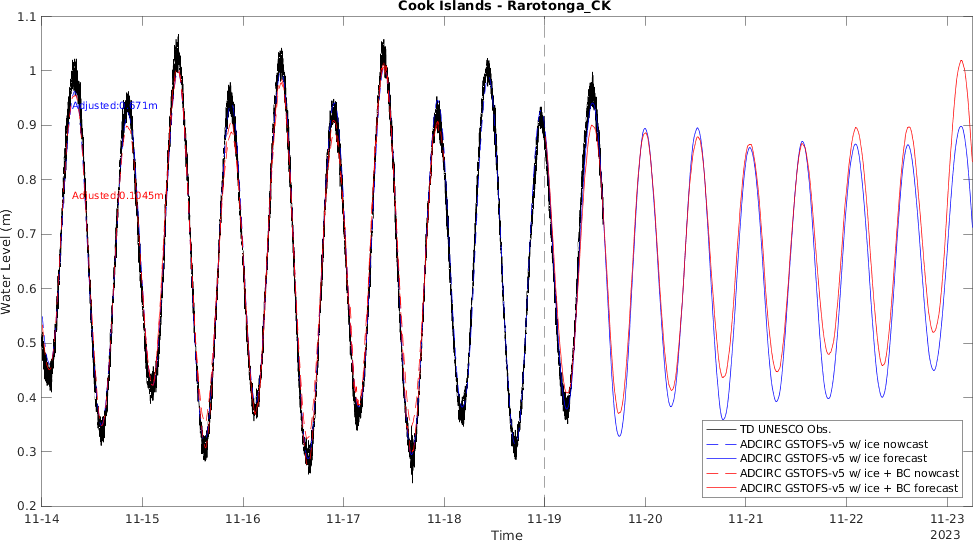 Cook Islands - Rarotonga_CK
1.1
1
0.9
0.8
0.7
0.6
0.5
0.4
0.3
0.2
Water Level (m)
Adjusted:0.1045m
TD UNESCO Obs.
ADCIRC GSTOFS-v5 w/ ice nowcast
ADCIRC GSTOFS-v5 w/ ice forecast
ADCIRC GSTOFS-v5 w/ ice + BC nowcast
ADCIRC GSTOFS-v5 w/ ice + BC forecast
11-14 11-15 11-16 11-17 11-18 11-19 11-20 11-21 11-22 11-23
2023
Time